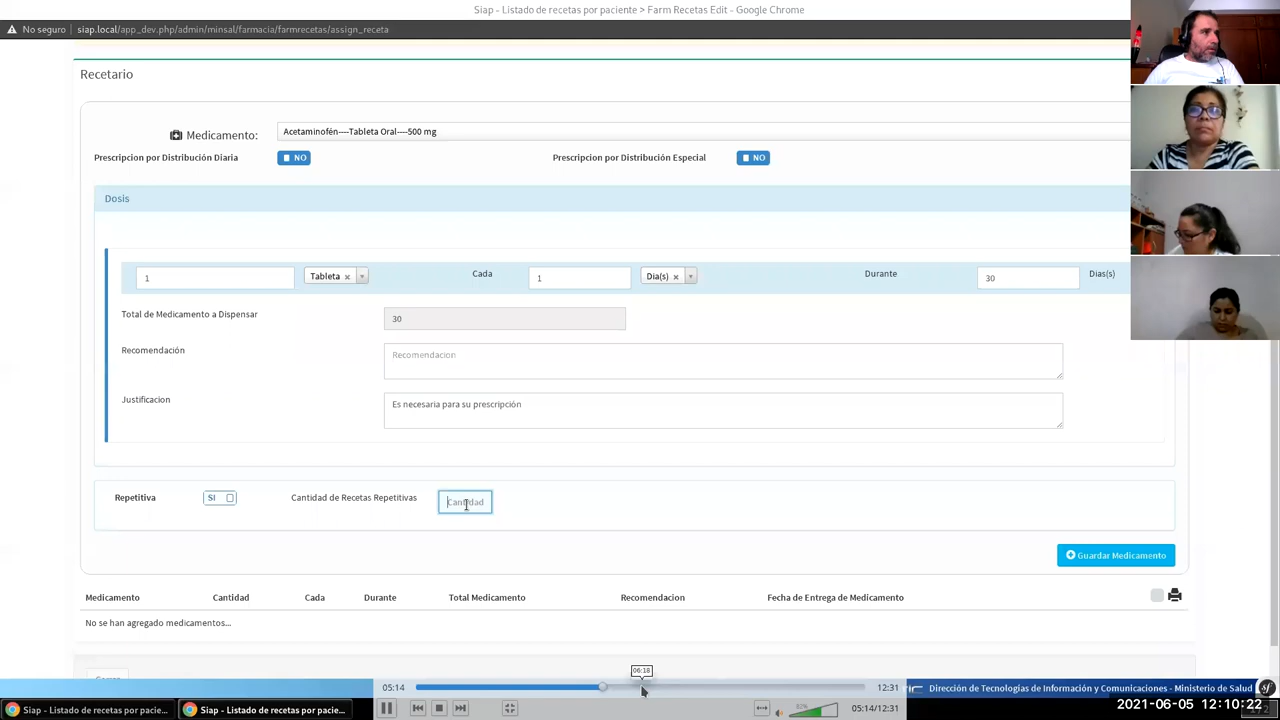 Siap - Listado de recetas por paciente > Farm Recetas Edit - Google Chrome
No seguro siap.local/app_dev.php/admin/minsal/farmacia/farmrecetas/assign_receta
Recetario
Medicamento: Acetaminofén----Tableta Oral----500 mg
Prescripcion por Distribución Diaria NO Prescripcion por Distribución Especial NO
Dosis
1 Tableta × Cada 1 Dia(s) × Durante 30 Dias(s)
Total de Medicamento a Dispensar 30
Recomendación Recomendacion
Justificacion Es necesaria para su prescripción
Repetitiva SI Cantidad de Recetas Repetitivas Cantidad
Guardar Medicamento
Medicamento Cantidad Cada Durante Total Medicamento Recomendacion Fecha de Entrega de Medicamento
No se han agregado medicamentos...
06:18
05:14 12:31 Dirección de Tecnologías de Información y Comunicaciones - Ministerio de Salud
Siap - Listado de recetas por pacie... Siap - Listado de recetas por pacie... 92% 05:14/12:31 2021-06-05 12:10:22